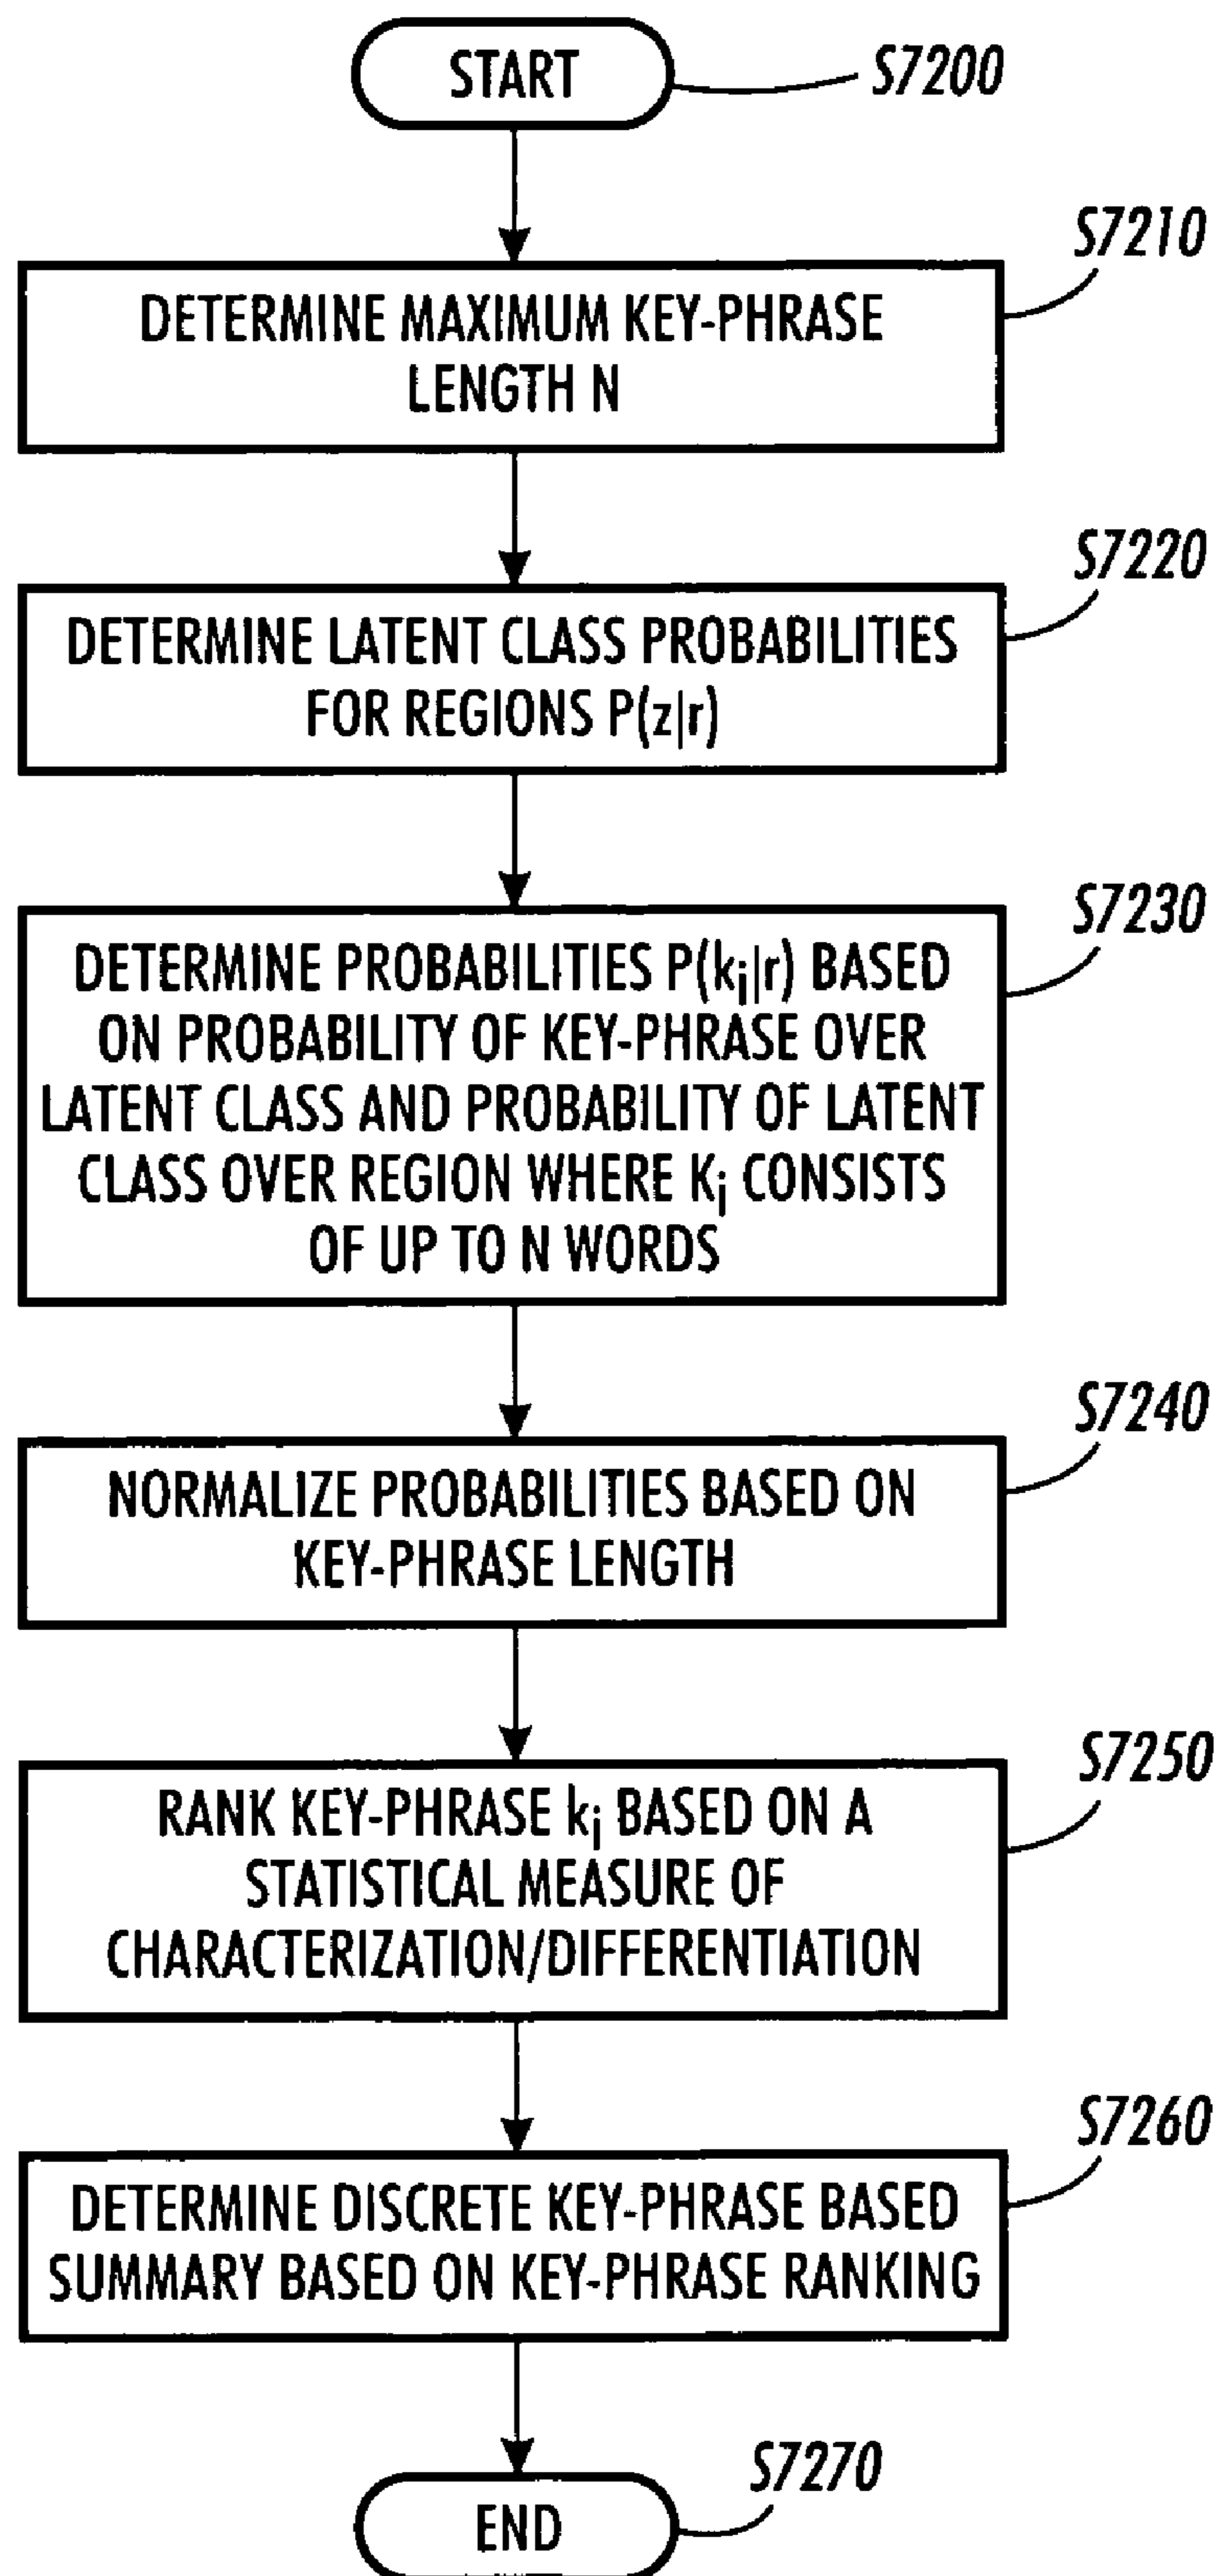 START
S7200
S7210
DETERMINE MAXIMUM KEY-PHRASE
LENGTH N
S7220
DETERMINE LATENT CLASS PROBABILITIES
FOR REGIONS P(z|r)
S7230
DETERMINE PROBABILITIES P(ki|r) BASED
ON PROBABILITY OF KEY-PHRASE OVER
LATENT CLASS AND PROBABILITY OF LATENT
CLASS OVER REGION WHERE Ki CONSISTS
OF UP TO N WORDS
S7240
NORMALIZE PROBABILITIES BASED ON
KEY-PHRASE LENGTH
S7250
RANK KEY-PHRASE ki BASED ON A
STATISTICAL MEASURE OF
CHARACTERIZATION/DIFFERENTIATION
S7260
DETERMINE DISCRETE KEY-PHRASE BASED
SUMMARY BASED ON KEY-PHRASE RANKING
S7270
END